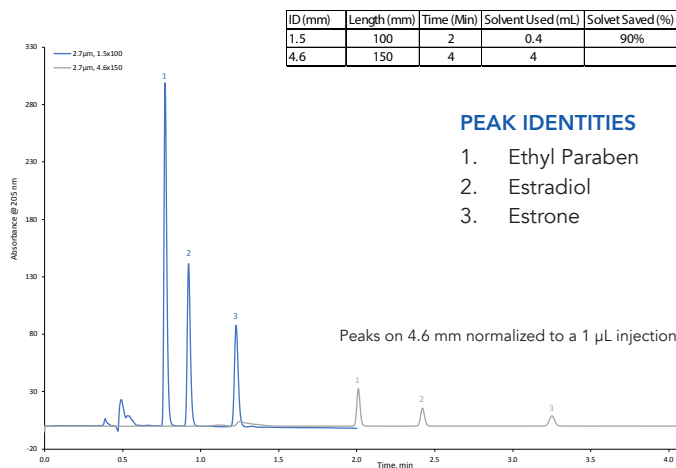 ID (mm) Length (mm) Time (Min) Solvent Used (mL) Solvet Saved (%)
1.5 100 2 0.4 90%
4.6 150 4 4
330
280
230
180
130
80
30
-20
Absorbance @ 205 nm
2.7µm, 1.5x100
2.7µm, 4.6x150
1
2
3
PEAK IDENTITIES
1. Ethyl Paraben
2. Estradiol
3. Estrone
Peaks on 4.6 mm normalized to a 1 µL injection
1
2
3
0.0 0.5 1.0 1.5 2.0 2.5 3.0 3.5 4.0
Time, min